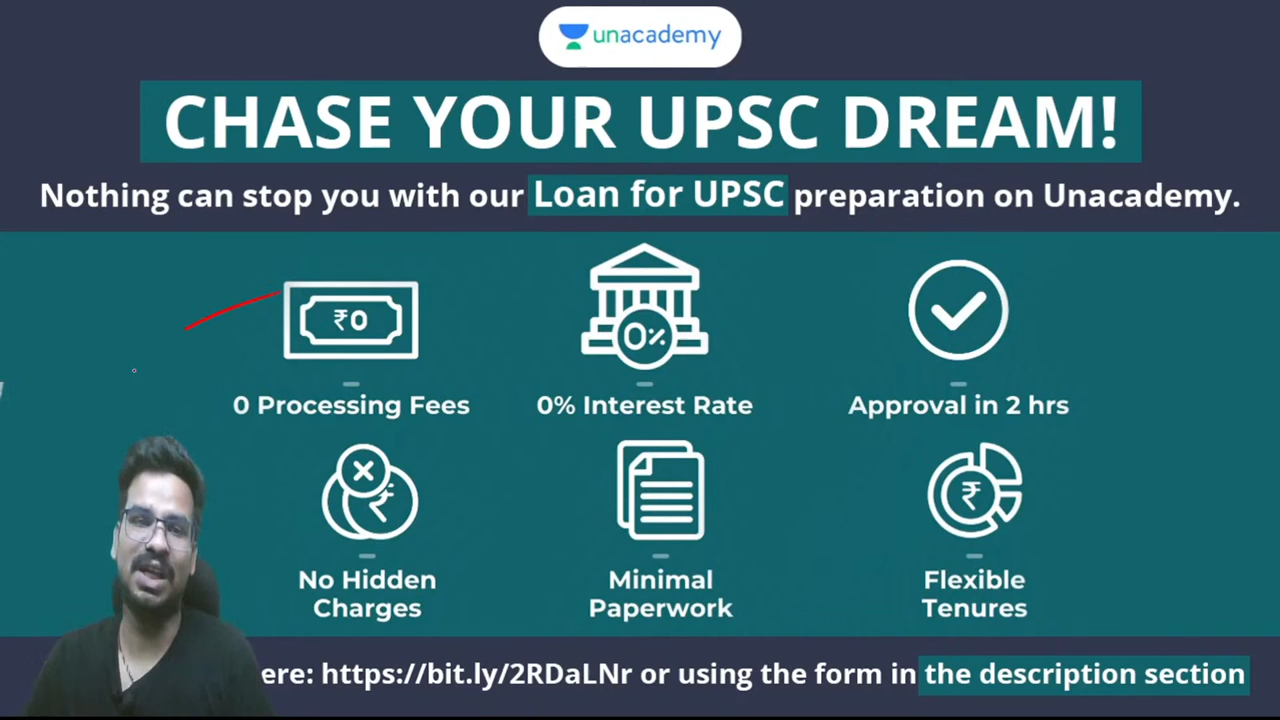 unacademy
CHASE YOUR UPSC DREAM!
Nothing can stop you with our Loan for UPSC preparation on Unacademy.
₹0
0%
0 Processing Fees
0% Interest Rate
Approval in 2 hrs
₹
₹
No Hidden
Charges
Minimal
Paperwork
Flexible
Tenures
ere: https://bit.ly/2RDaLNr or using the form in the description section